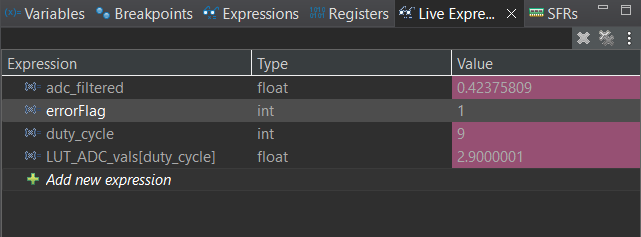 Variables Breakpoints Expressions Registers Live Expre... SFRs
Expression Type Value
adc_filtered float 0.42375809
errorFlag int 1
duty_cycle int 9
LUT_ADC_vals[duty_cycle] float 2.9000001
Add new expression